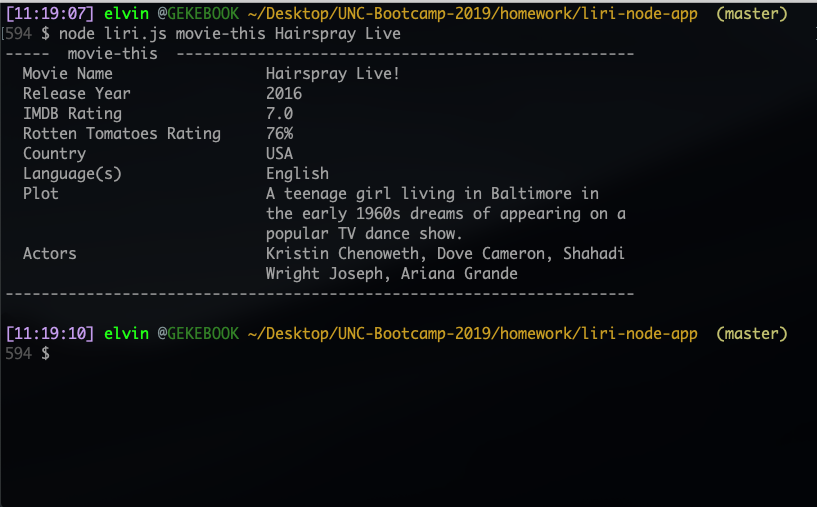 [11:19:07] elvin @GEKEBOOK ~/Desktop/UNC-Bootcamp-2019/homework/liri-node-app (master)
594 $ node liri.js movie-this Hairspray Live
----- movie-this ---------------------------------------------------
Movie Name Hairspray Live!
Release Year 2016
IMDB Rating 7.0
Rotten Tomatoes Rating 76%
Country USA
Language(s) English
Plot A teenage girl living in Baltimore in
the early 1960s dreams of appearing on a
popular TV dance show.
Actors Kristin Chenoweth, Dove Cameron, Shahadi
Wright Joseph, Ariana Grande
----------------------------------------------------------------------
[11:19:10] elvin @GEKEBOOK ~/Desktop/UNC-Bootcamp-2019/homework/liri-node-app (master)
594 $